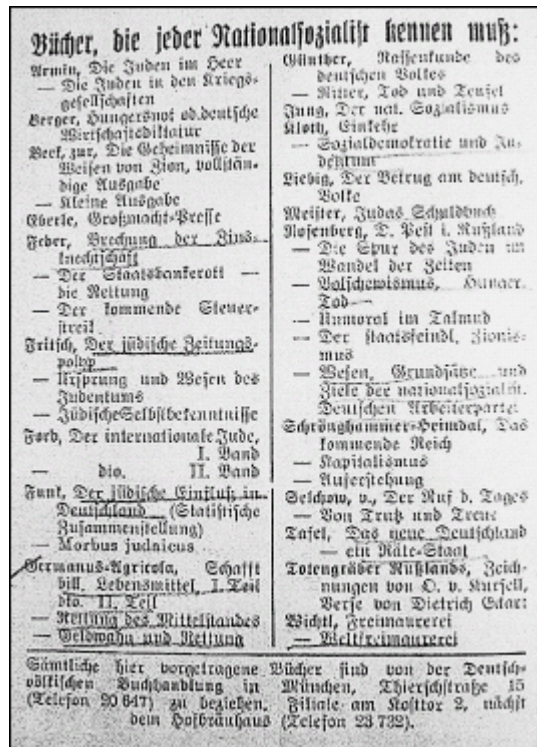 Bücher, die jeder Nationalsozialist kennen muß:
Armin, Die Juden im Heer
— Die Juden in den Kriegs-
gesellschaften
Berger, Hungersnot od. deutsche
Wirtschaftsdiktatur
Beek, zur, Die Geheimnisse der
Weisen von Zion, vollstän-
dige Ausgabe
— Kleine Ausgabe
Eberle, Großmacht-Presse
Feder, Brechung der Zins-
knechtschaft
— Der Staatsbankerott —
die Rettung
— Der kommende Steuer-
streik
Fritsch, Der jüdische Zeitungs-
polyp
— Ursprung und Wesen des
Judentums
— Jüdische Selbstbekenntnisse
Ford, Der internationale Jude,
I. Band
— dto. II. Band
Funk, Der jüdische Einfluß in
Deutschland (Statistische
Zusammenstellung)
— Morbus judaicus
Germanus-Agricola, Schafft
bill. Lebensmittel, I. Teil
dto. II. Teil
— Rettung des Mittelstandes
— Geldwahn und Rettung
Günther, Rassenkunde des
deutschen Volkes
— Ritter, Tod und Teufel
Jung, Der nat. Sozialismus
Kloth, Einkehr
— Sozialdemokratie und Ju-
dentum
Liebig, Der Betrug am deutsch.
Volke
Meister, Judas Schuldbuch
Rosenberg, D. Pest i. Rußland
— Die Spur des Juden im
Wandel der Zeiten
— Bolschewismus, Hunger,
Tod
— Unmoral im Talmud
— Der staatsfeindl. Zionis-
mus
— Wesen, Grundsätze und
Ziele der nationalsozialist.
Deutschen Arbeiterpartei
Schrönghammer-Heimdal, Das
kommende Reich
— Kapitalismus
— Auferstehung
Selchow, v., Der Ruf d. Tages
— Von Trutz und Treue
Tafel, Das neue Deutschland
— ein Räte-Staat
Totengräber Rußlands, Zeich-
nungen von O. v. Kursell,
Verse von Dietrich Eckart
Wichtl, Freimaurerei
— Weltfreimaurerei
Sämtliche hier vorgetragene Bücher sind von der Deutsch-
völkischen Buchhandlung in München, Thierschstraße 15
(Telefon 20 647) zu beziehen. Filiale am Kosttor 2, nächst
dem Hofbräuhaus (Telefon 23 732).